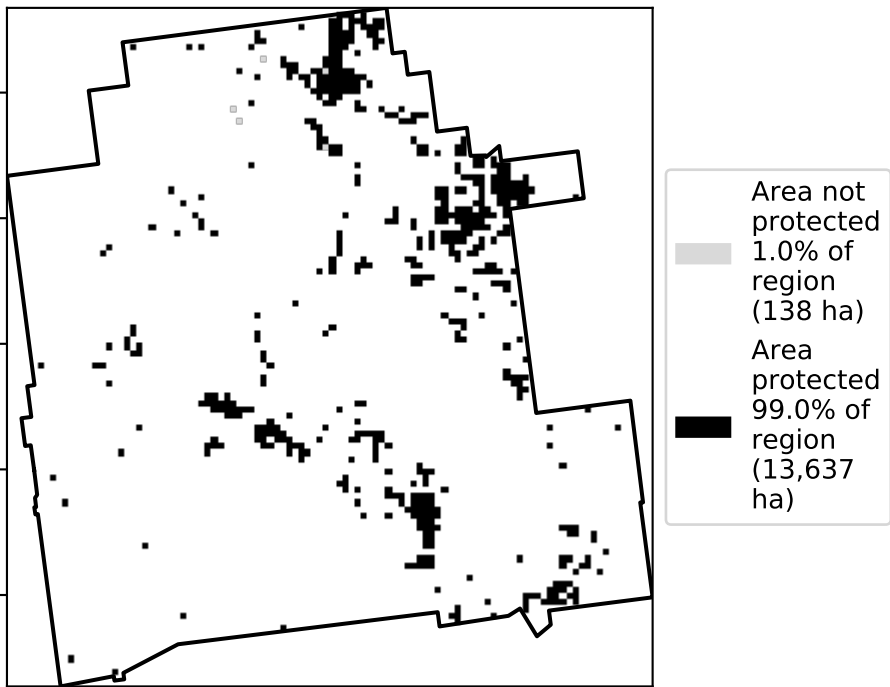 Area not
protected
1.0% of
region
(138 ha)
Area
protected
99.0% of
region
(13,637
ha)